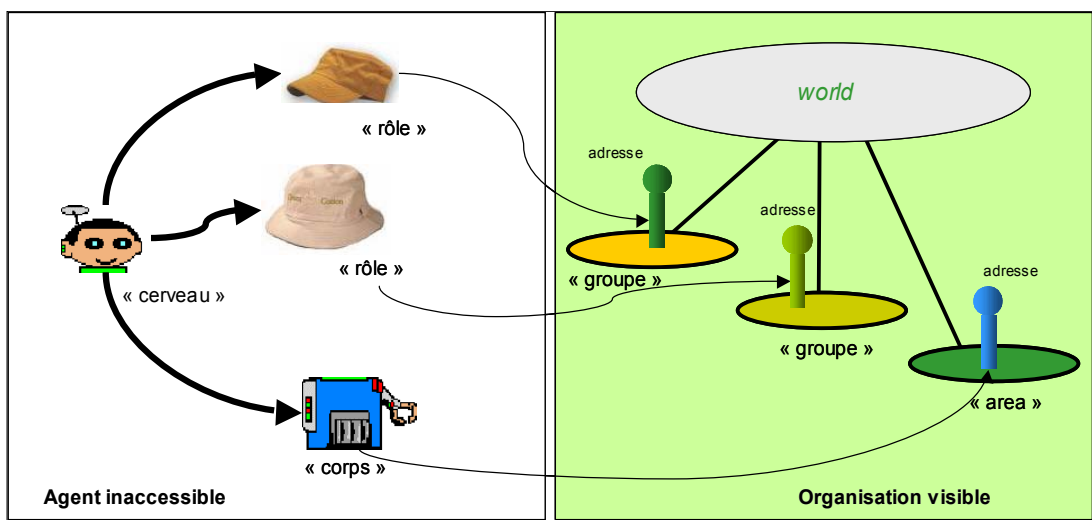 « rôle »
« rôle »
« cerveau »
« corps »
Agent inaccessible
world
adresse
adresse
« groupe »
adresse
« groupe »
« area »
Organisation visible